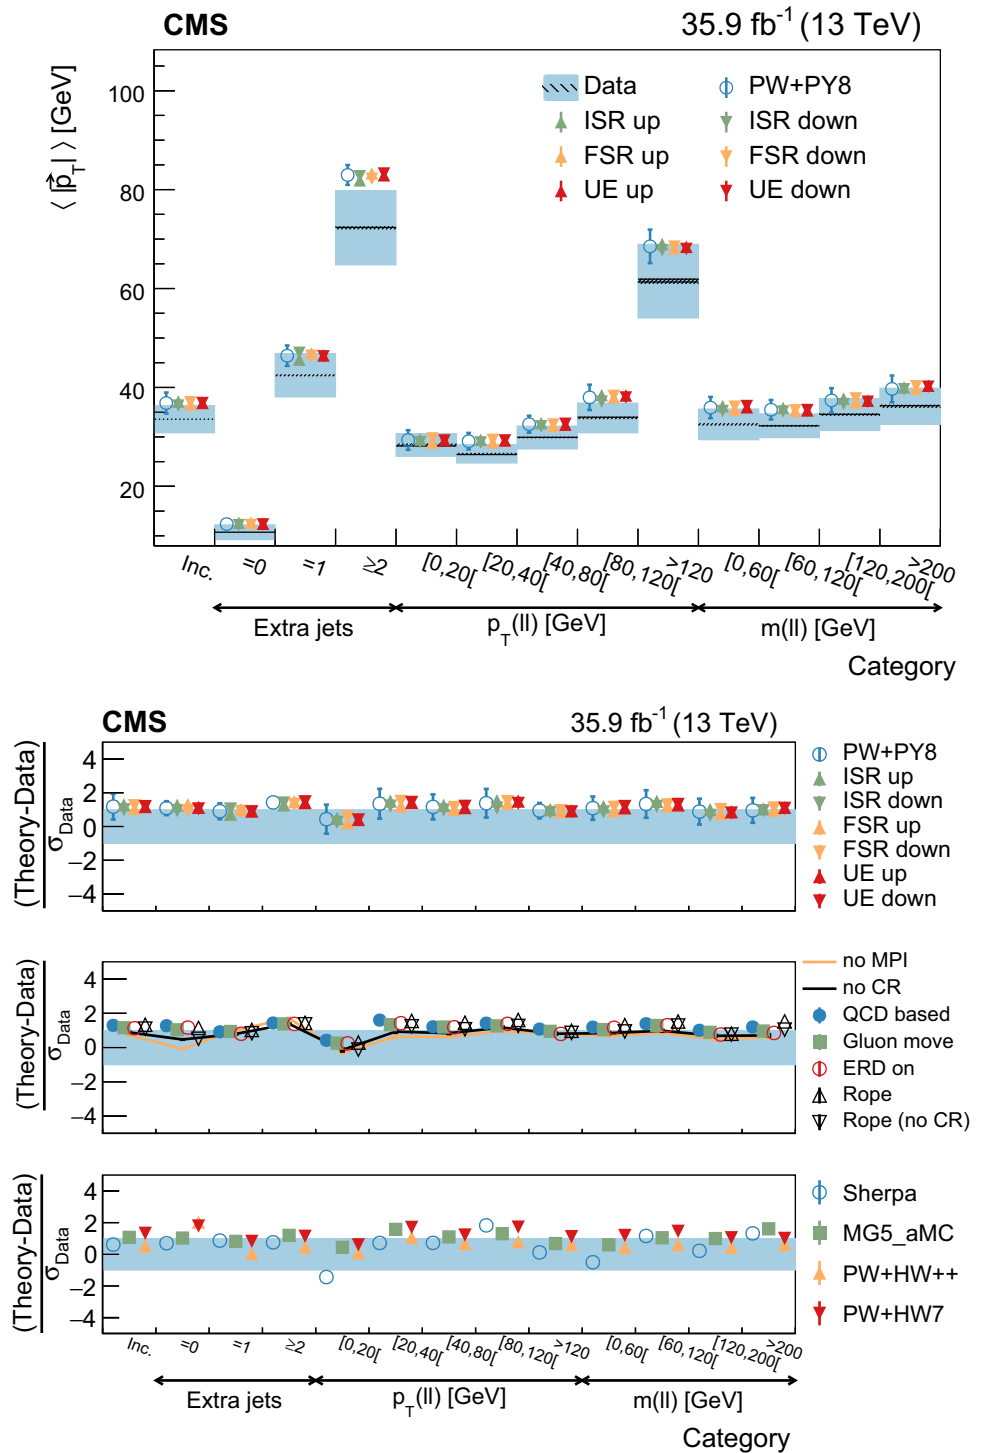 CMS 35.9 fb⁻¹ (13 TeV)
⟨ |p⃗_T| ⟩ [GeV]
Data PW+PY8
ISR up ISR down
FSR up FSR down
UE up UE down
100
80
60
40
20
Inc. =0 =1 ≥2 [0,20[ [20,40[ [40,80[ [80,120[ >120 [0,60[ [60,120[ [120,200[ >200
Extra jets p_T(ll) [GeV] m(ll) [GeV]
Category
CMS 35.9 fb⁻¹ (13 TeV)
(Theory-Data)
σ_Data
4
2
0
−2
−4
PW+PY8
ISR up
ISR down
FSR up
FSR down
UE up
UE down
(Theory-Data)
σ_Data
4
2
0
−2
−4
no MPI
no CR
QCD based
Gluon move
ERD on
Rope
Rope (no CR)
(Theory-Data)
σ_Data
4
2
0
−2
−4
Sherpa
MG5_aMC
PW+HW++
PW+HW7
Inc. =0 =1 ≥2 [0,20[ [20,40[ [40,80[ [80,120[ >120 [0,60[ [60,120[ [120,200[ >200
Extra jets p_T(ll) [GeV] m(ll) [GeV]
Category